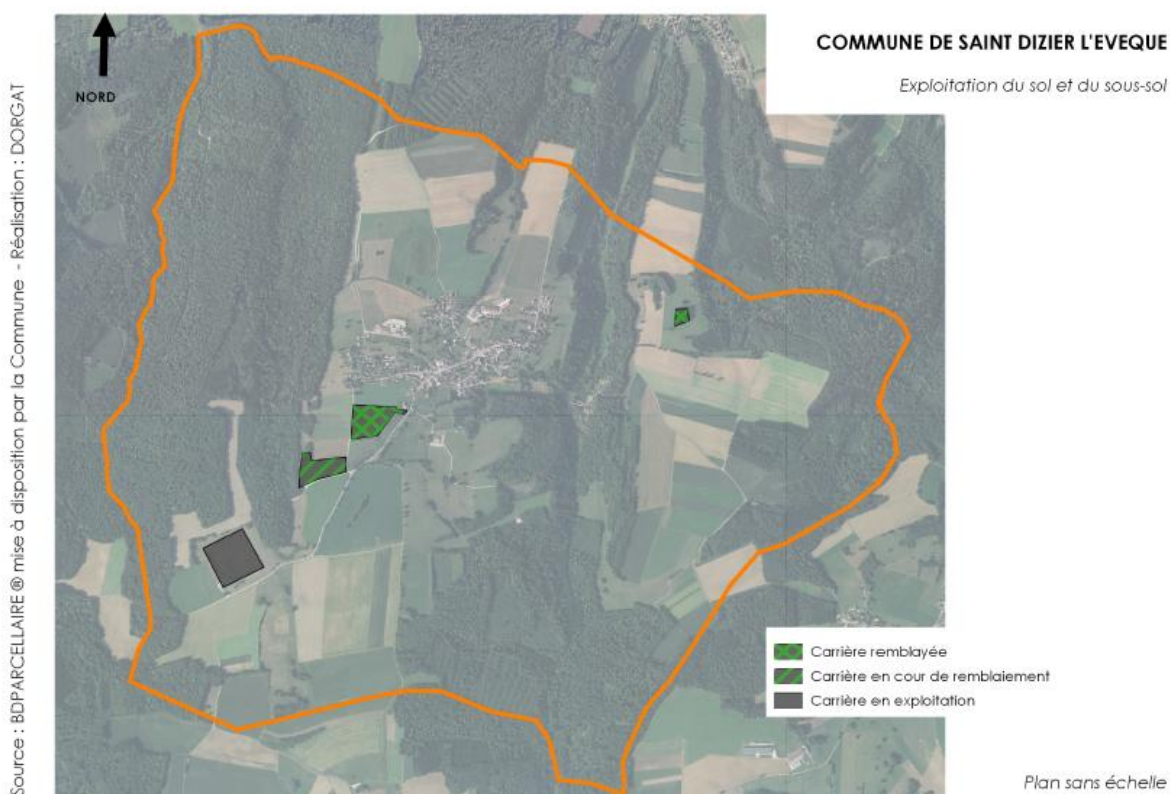 COMMUNE DE SAINT DIZIER L'EVEQUE
Exploitation du sol et du sous-sol
NORD
Source : BDPARCELLAIRE ® mise à disposition par la Commune - Réalisation : DORGAT
Carrière remblayée
Carrière en cour de remblaiement
Carrière en exploitation
Plan sans échelle